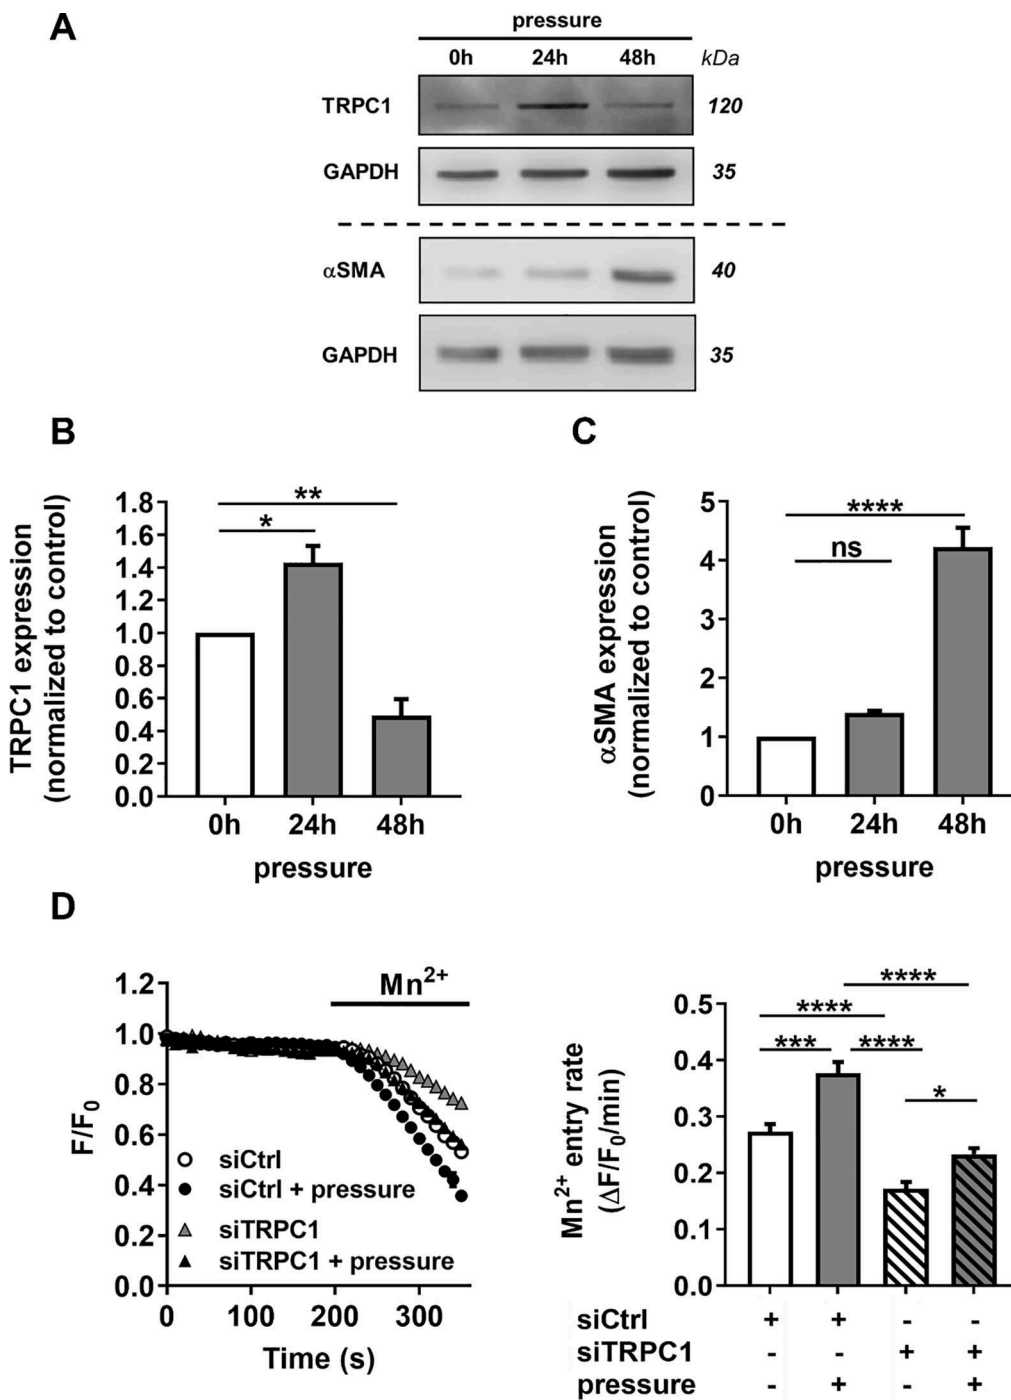 A
pressure
0h 24h 48h kDa
TRPC1 120
GAPDH 35
αSMA 40
GAPDH 35
B
TRPC1 expression
(normalized to control)
1.8
1.6
1.4
1.2
1.0
0.8
0.6
0.4
0.2
0.0
**
*
0h 24h 48h
pressure
C
αSMA expression
(normalized to control)
5
4
3
2
1
0
****
ns
0h 24h 48h
pressure
D
F/F0
1.2
1.0
0.8
0.6
0.4
0.2
0.0
Mn2+
siCtrl
siCtrl + pressure
siTRPC1
siTRPC1 + pressure
0 100 200 300
Time (s)
Mn2+ entry rate
(ΔF/F0/min)
0.5
0.4
0.3
0.2
0.1
0.0
****
****
*** ****
*
siCtrl + + - -
siTRPC1 - - + +
pressure - + - +